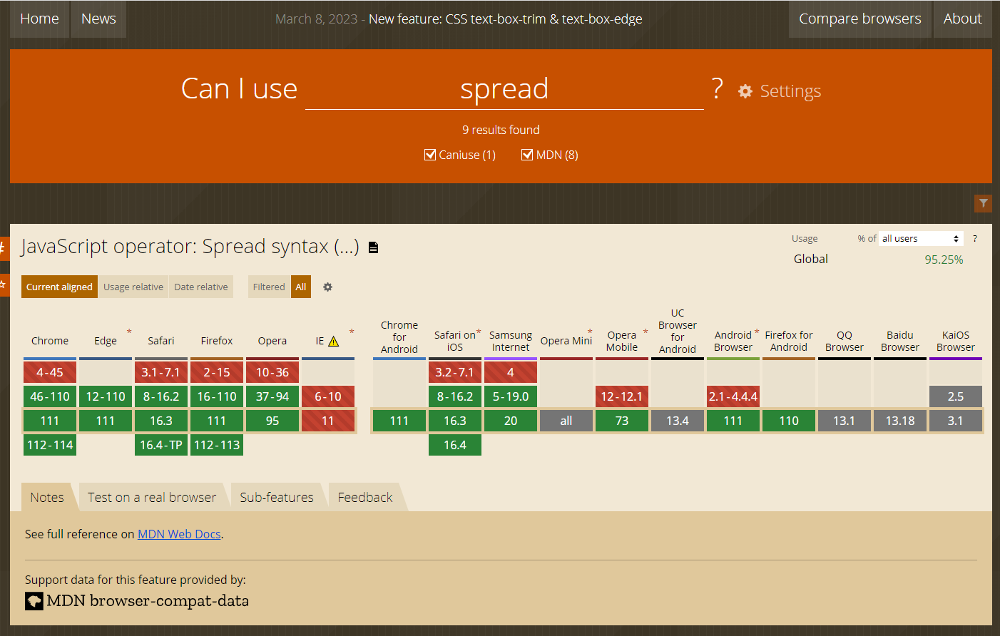 Home News March 8, 2023 - New feature: CSS text-box-trim & text-box-edge Compare browsers About
Can I use spread ? Settings
9 results found
Caniuse (1) MDN (8)
#
JavaScript operator: Spread syntax (...)
Usage % of all users ?
Global 95.25%
Current aligned Usage relative Date relative Filtered All
Chrome Edge * Safari Firefox Opera IE *
Chrome for Android Safari on iOS * Samsung Internet Opera Mini * Opera Mobile * UC Browser for Android Android Browser * Firefox for Android QQ Browser Baidu Browser KaiOS Browser
4-45 3.1-7.1 2-15 10-36 3.2-7.1 4
46-110 12-110 8-16.2 16-110 37-94 6-10 8-16.2 5-19.0 12-12.1 2.1-4.4.4 2.5
111 111 16.3 111 95 11 111 16.3 20 all 73 13.4 111 110 13.1 13.18 3.1
112-114 16.4-TP 112-113 16.4
Notes Test on a real browser Sub-features Feedback
See full reference on MDN Web Docs.
Support data for this feature provided by:
MDN browser-compat-data